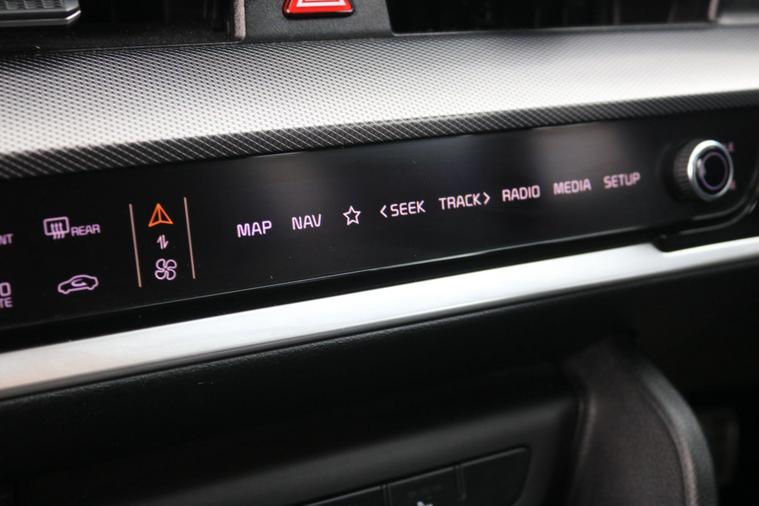 REAR
MAP NAV <SEEK TRACK> RADIO MEDIA SETUP